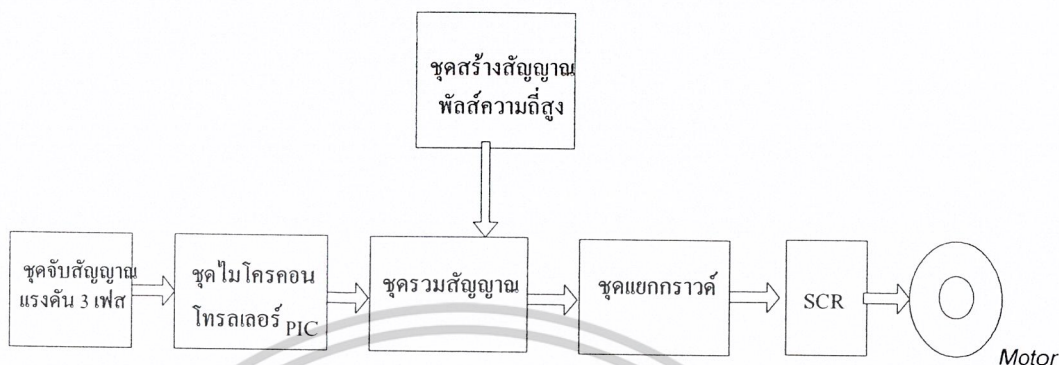 ชุดสร้างสัญญาณ
พัลส์ความถี่สูง
ชุดจับสัญญาณ
แรงดัน 3 เฟส
ชุดไมโครคอน
โทรลเลอร์ PIC
ชุดรวมสัญญาณ
ชุดแยกกราวด์
SCR
Motor